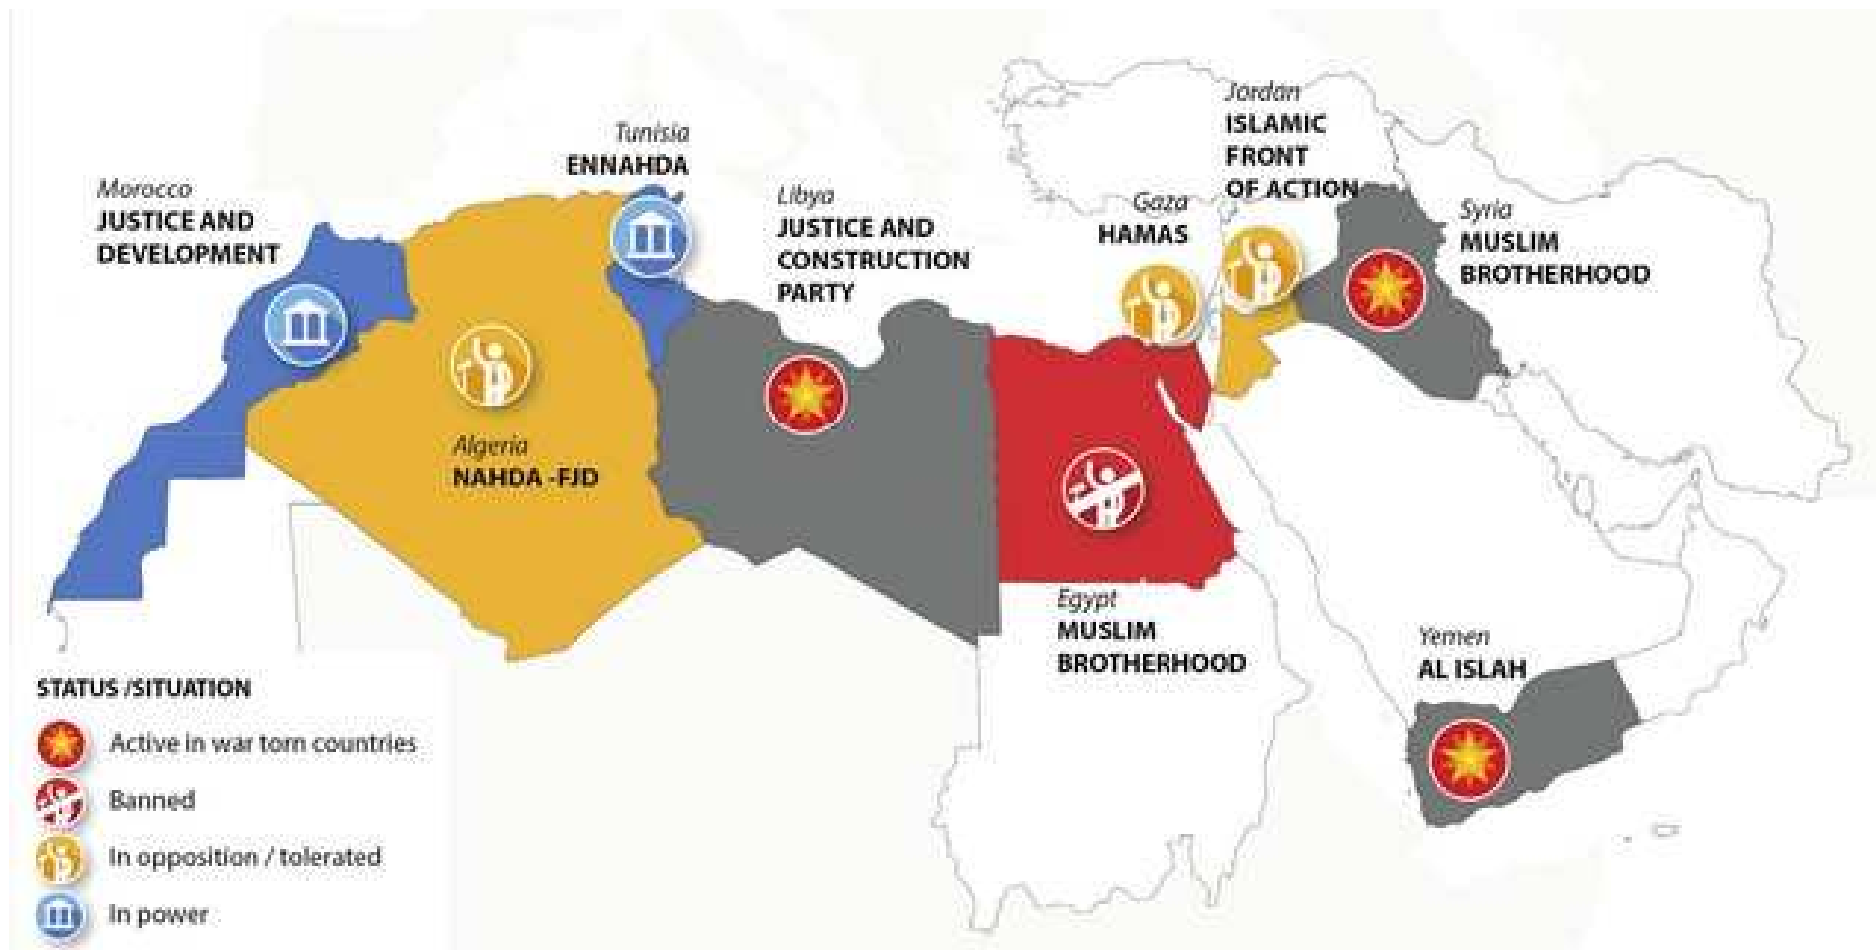 Morocco
JUSTICE AND
DEVELOPMENT
Tunisia
ENNAHDA
Libya
JUSTICE AND
CONSTRUCTION
PARTY
Gaza
HAMAS
Jordan
ISLAMIC
FRONT
OF ACTION
Syria
MUSLIM
BROTHERHOOD
Algeria
NAHDA -FJD
Egypt
MUSLIM
BROTHERHOOD
Yemen
AL ISLAH
STATUS /SITUATION
Active in war torn countries
Banned
In opposition / tolerated
In power